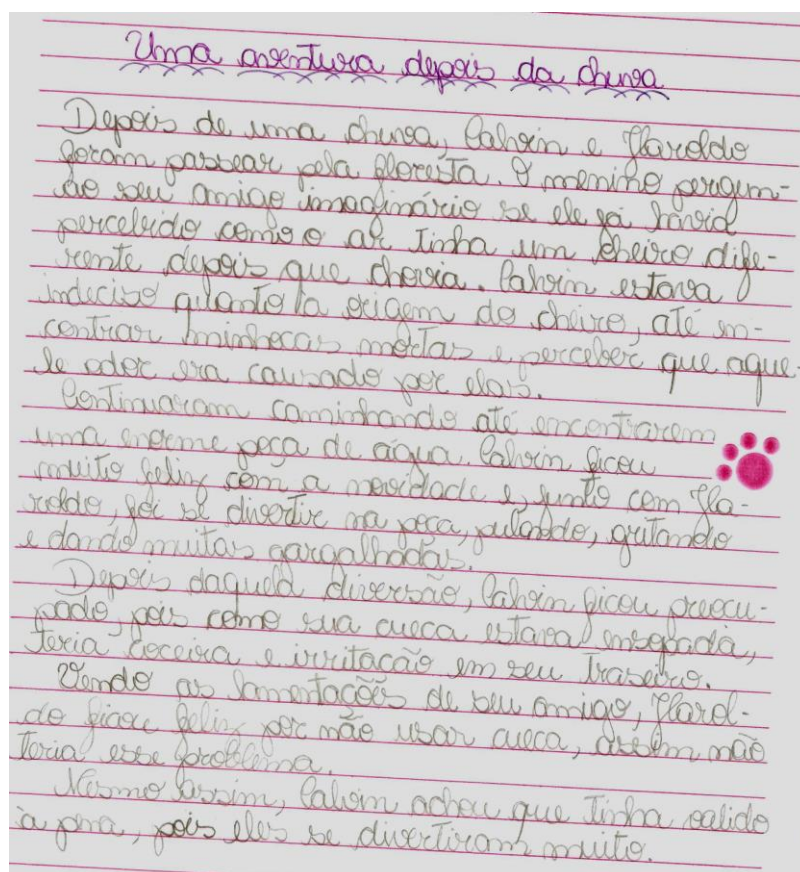 Uma aventura depois da chuva
Depois de uma chuva, Calvin e Haroldo
foram passear pela floresta. O menino pergun-
ao seu amigo imaginário se ele já havia
percebido como o ar tinha um cheiro dife-
rente depois que chovia. Calvin estava
indeciso quanto a origem do cheiro, até en-
contrar minhocas mortas e perceber que aque-
le odor era causado por elas.
Continuaram caminhando até encontrarem
uma enorme poça de água. Calvin ficou
muito feliz com a novidade e, junto com Ha-
roldo, foi se divertir na poça, pulando, gritando
e dando muitas gargalhadas.
Depois daquela diversão, Calvin ficou preocu-
pado, pois como sua cueca estava ensopada,
teria coceira e irritação em seu traseiro.
Vendo as lamentações de seu amigo, Harol-
do ficou feliz por não usar cueca, assim não
teria esse problema.
Mesmo assim, Calvin achou que tinha valido
à pena, pois eles se divertiram muito.